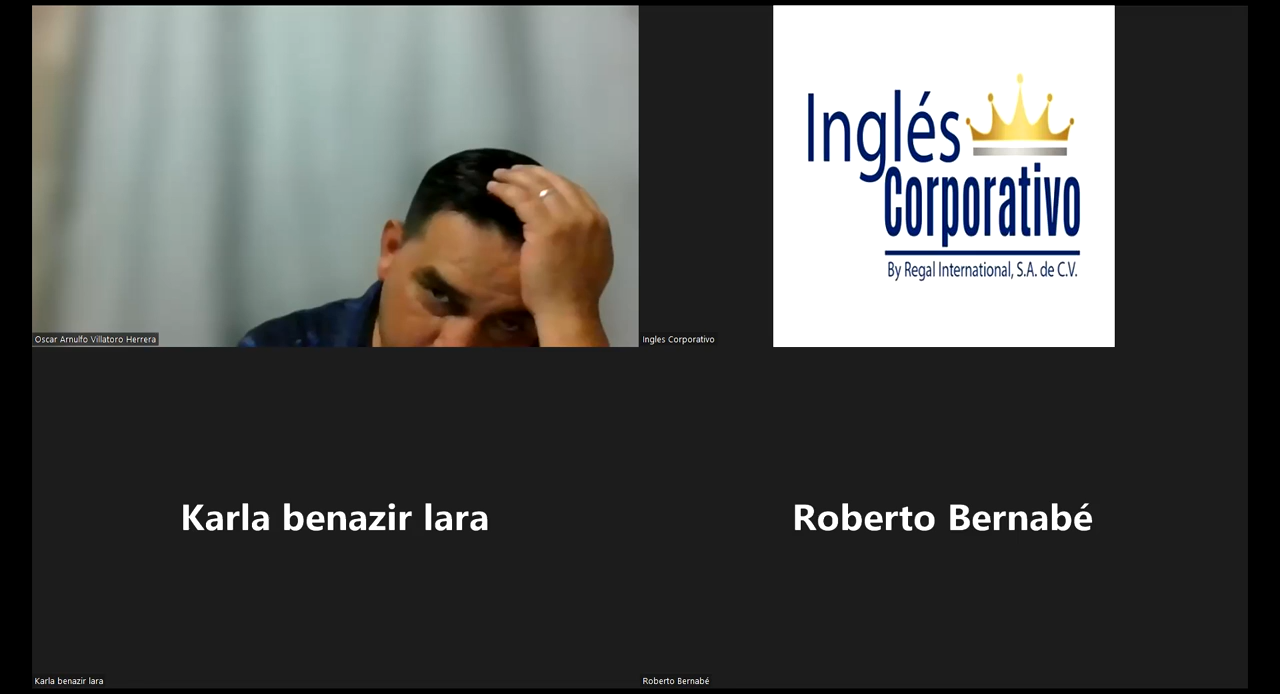 Inglés
Corporativo
By Regal International, S.A. de C.V.
Oscar Arnulfo Villatoro Herrera
Ingles Corporativo
Karla benazir lara
Roberto Bernabé
Karla benazir lara
Roberto Bernabé